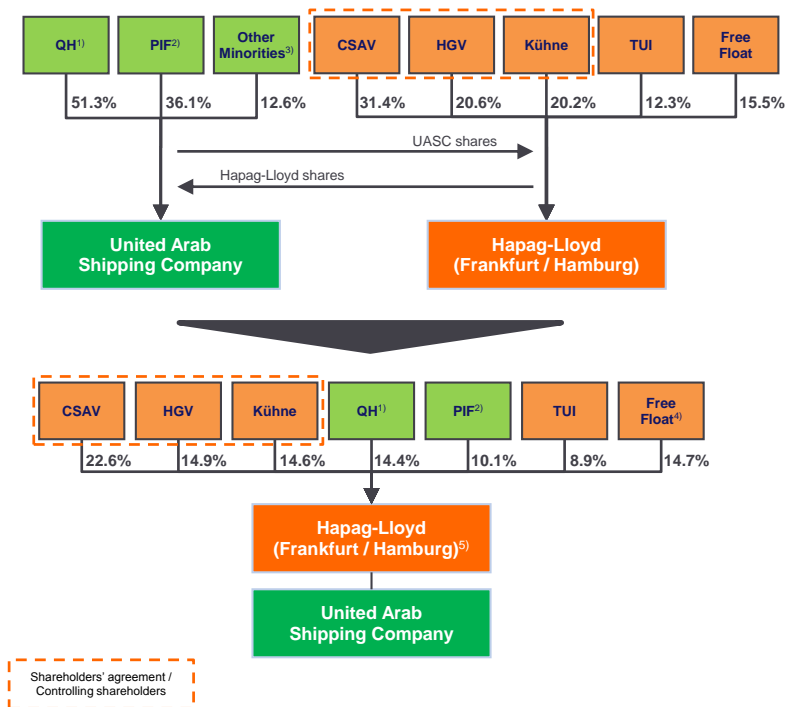 QH1)
PIF2)
Other
Minorities3)
CSAV
HGV
Kühne
TUI
Free
Float
51.3%
36.1%
12.6%
31.4%
20.6%
20.2%
12.3%
15.5%
UASC shares
Hapag-Lloyd shares
United Arab
Shipping Company
Hapag-Lloyd
(Frankfurt / Hamburg)
CSAV
HGV
Kühne
QH1)
PIF2)
TUI
Free
Float4)
22.6%
14.9%
14.6%
14.4%
10.1%
8.9%
14.7%
Hapag-Lloyd
(Frankfurt / Hamburg)5)
United Arab
Shipping Company
Shareholders' agreement /
Controlling shareholders